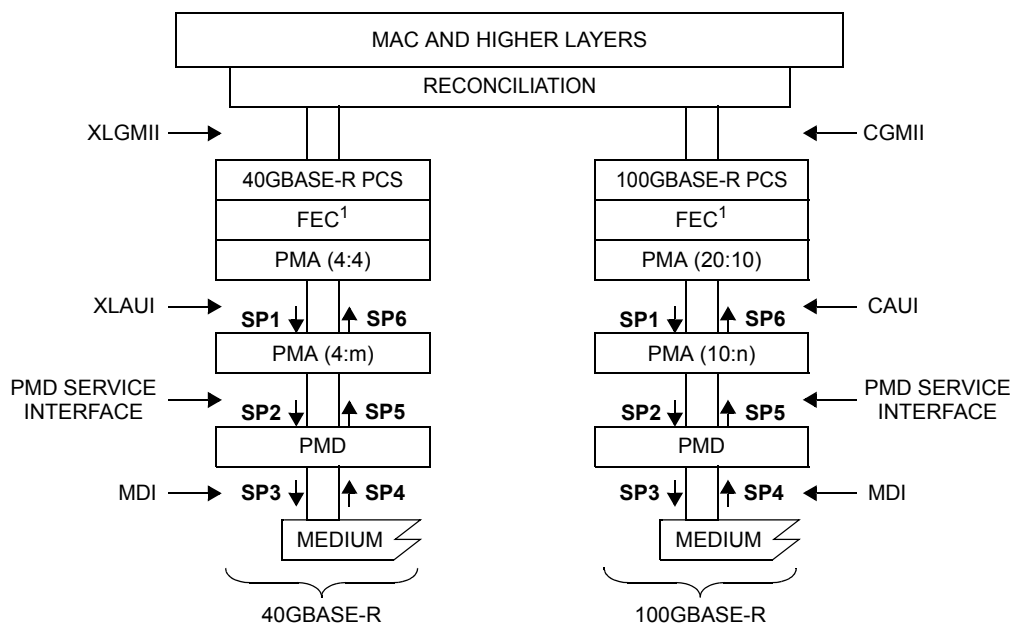 MAC AND HIGHER LAYERS
RECONCILIATION
XLGMII
CGMII
40GBASE-R PCS
100GBASE-R PCS
FEC1
FEC1
PMA (4:4)
PMA (20:10)
XLAUI
SP1
SP6
SP1
SP6
CAUI
PMA (4:m)
PMA (10:n)
PMD SERVICE
INTERFACE
SP2
SP5
SP2
SP5
PMD SERVICE
INTERFACE
PMD
PMD
MDI
SP3
SP4
SP3
SP4
MDI
MEDIUM
MEDIUM
40GBASE-R
100GBASE-R